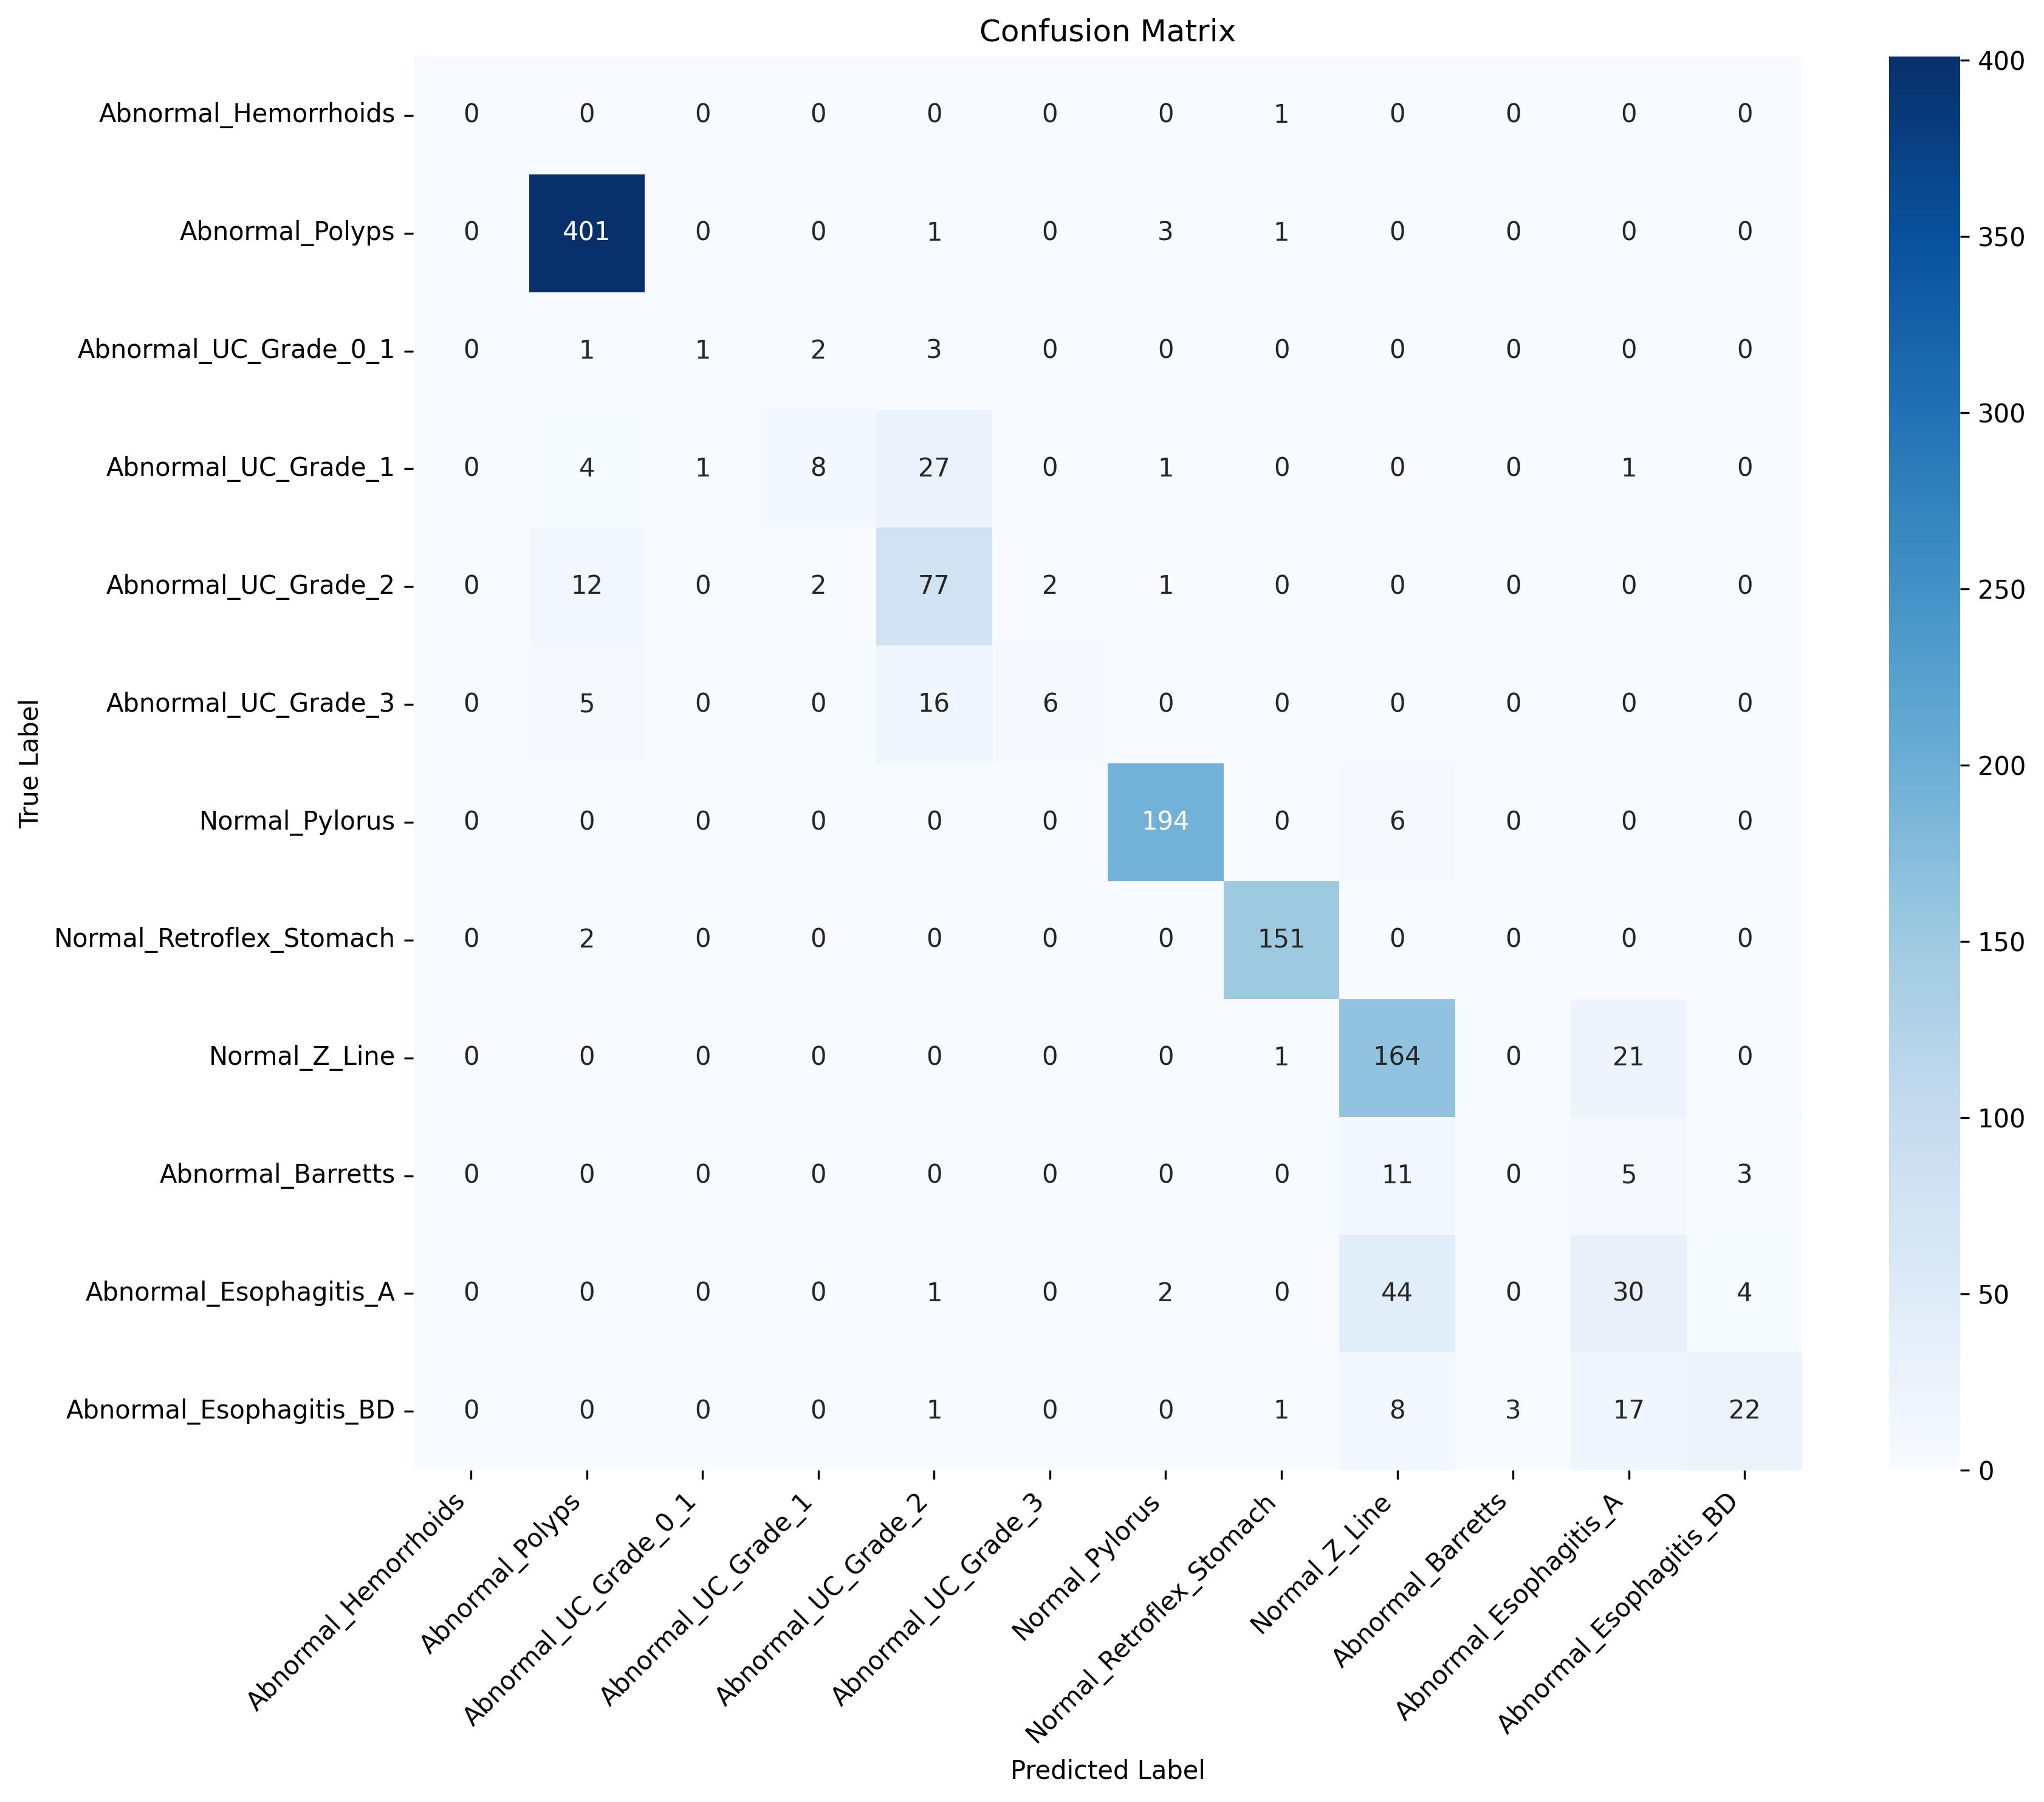 Confusion Matrix
Abnormal_Hemorrhoids 0 0 0 0 0 0 0 1 0 0 0 0
Abnormal_Polyps 0 401 0 0 1 0 3 1 0 0 0 0
Abnormal_UC_Grade_0_1 0 1 1 2 3 0 0 0 0 0 0 0
Abnormal_UC_Grade_1 0 4 1 8 27 0 1 0 0 0 1 0
Abnormal_UC_Grade_2 0 12 0 2 77 2 1 0 0 0 0 0
Abnormal_UC_Grade_3 0 5 0 0 16 6 0 0 0 0 0 0
Normal_Pylorus 0 0 0 0 0 0 194 0 6 0 0 0
Normal_Retroflex_Stomach 0 2 0 0 0 0 0 151 0 0 0 0
Normal_Z_Line 0 0 0 0 0 0 0 1 164 0 21 0
Abnormal_Barretts 0 0 0 0 0 0 0 0 11 0 5 3
Abnormal_Esophagitis_A 0 0 0 0 1 0 2 0 44 0 30 4
Abnormal_Esophagitis_BD 0 0 0 0 1 0 0 1 8 3 17 22
True Label
Abnormal_Hemorrhoids
Abnormal_Polyps
Abnormal_UC_Grade_0_1
Abnormal_UC_Grade_1
Abnormal_UC_Grade_2
Abnormal_UC_Grade_3
Normal_Pylorus
Normal_Retroflex_Stomach
Normal_Z_Line
Abnormal_Barretts
Abnormal_Esophagitis_A
Abnormal_Esophagitis_BD
Predicted Label
400
350
300
250
200
150
100
50
0